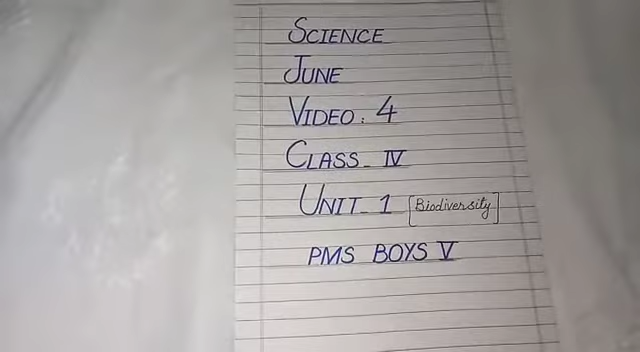 SCIENCE
JUNE
VIDEO: 4
CLASS- IV
UNIT- 1 [Biodiversity]
PMS BOYS V